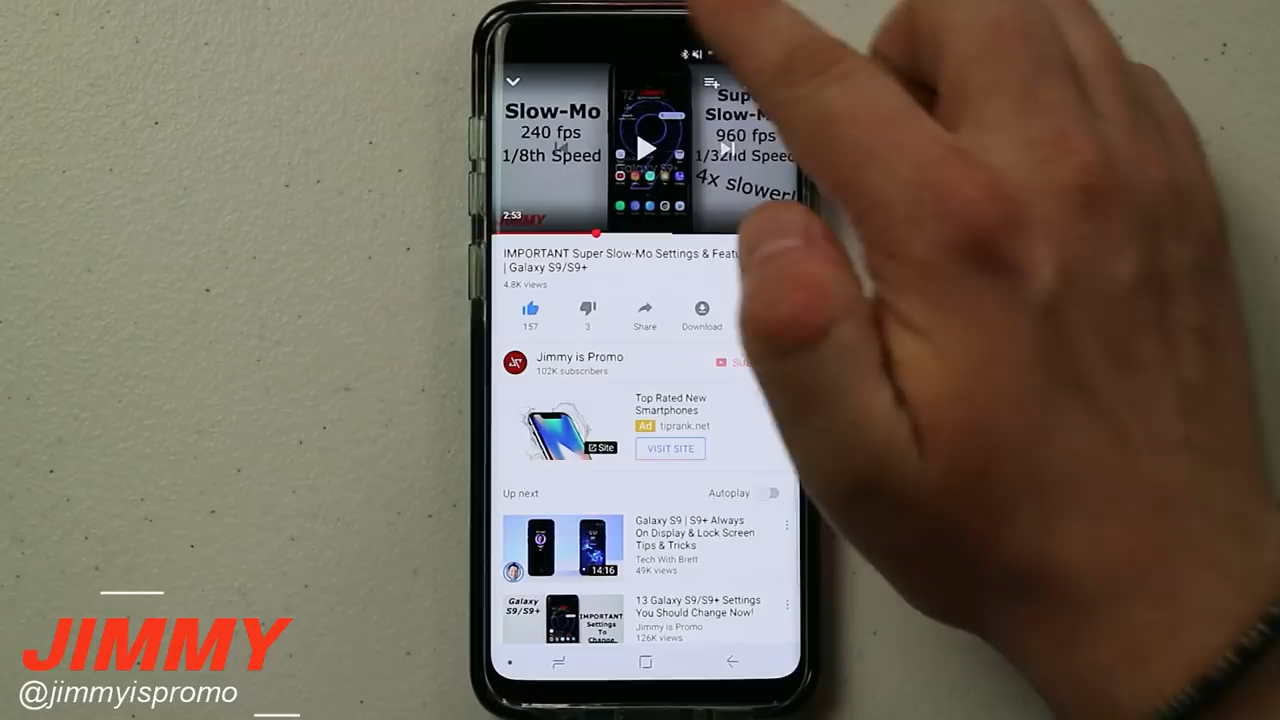 Slow-Mo
240 fps
1/8th Speed
Slow-M
960 fps
1/32nd Speed
4x slower!
72°
JIMMY
2:53
JIMMY
IMPORTANT Super Slow-Mo Settings &
| Galaxy S9/S9+
4.8K views
157
3
Share
Download
Jimmy is Promo
102K subscribers
Top Rated New
Smartphones
Ad tiprank.net
Site
VISIT SITE
Up next
Autoplay
Galaxy S9 | S9+ Always
On Display & Lock Screen
Tips & Tricks
Tech With Brett
49K views
14:16
13 Galaxy S9/S9+ Settings
You Should Change Now!
Jimmy is Promo
126K views
Galaxy
S9/S9+
IMPORTANT
Settings
To
Change
JIMMY
@jimmyispromo